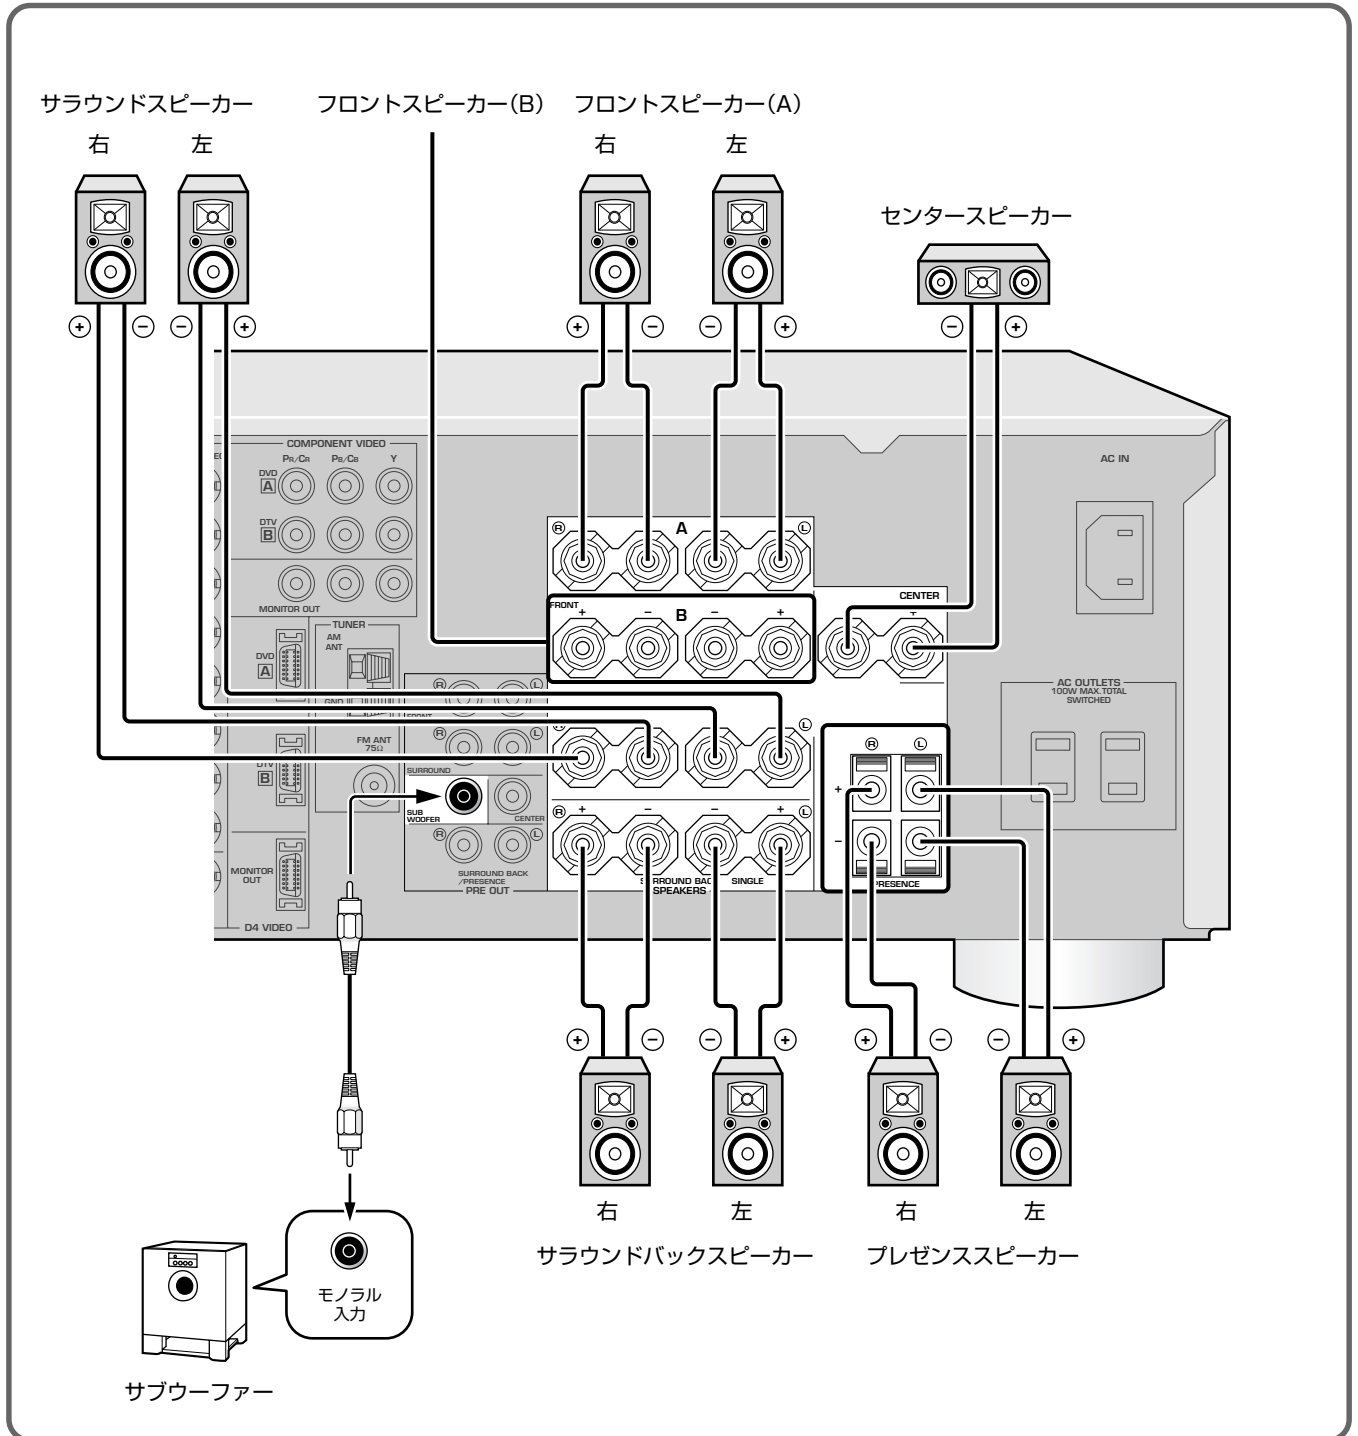 サラウンドスピーカー
フロントスピーカー(B)
フロントスピーカー(A)
右
左
右
左
センタースピーカー
⊕ ⊖ ⊖ ⊕
⊕ ⊖ ⊖ ⊕
⊖ ⊕
COMPONENT VIDEO
PR/CR PB/CB Y
DVD
A
DTV
B
MONITOR OUT
AC IN
R A L
FRONT
+ - B - +
CENTER
+
TUNER
AM
ANT
GND
FM ANT
75Ω
DVD
A
DTV
B
MONITOR
OUT
D4 VIDEO
R L
FRONT
R L
SURROUND
SUB
WOOFER
CENTER
R L
SURROUND BACK
/PRESENCE
PRE OUT
R L
R + - - + L
SINGLE
SPEAKERS
R L
+
-
PRESENCE
AC OUTLETS
100W MAX.TOTAL
SWITCHED
⊕ ⊖ ⊖ ⊕
⊕ ⊖ ⊖ ⊕
右
左
右
左
サラウンドバックスピーカー
プレゼンススピーカー
モノラル
入力
サブウーファー